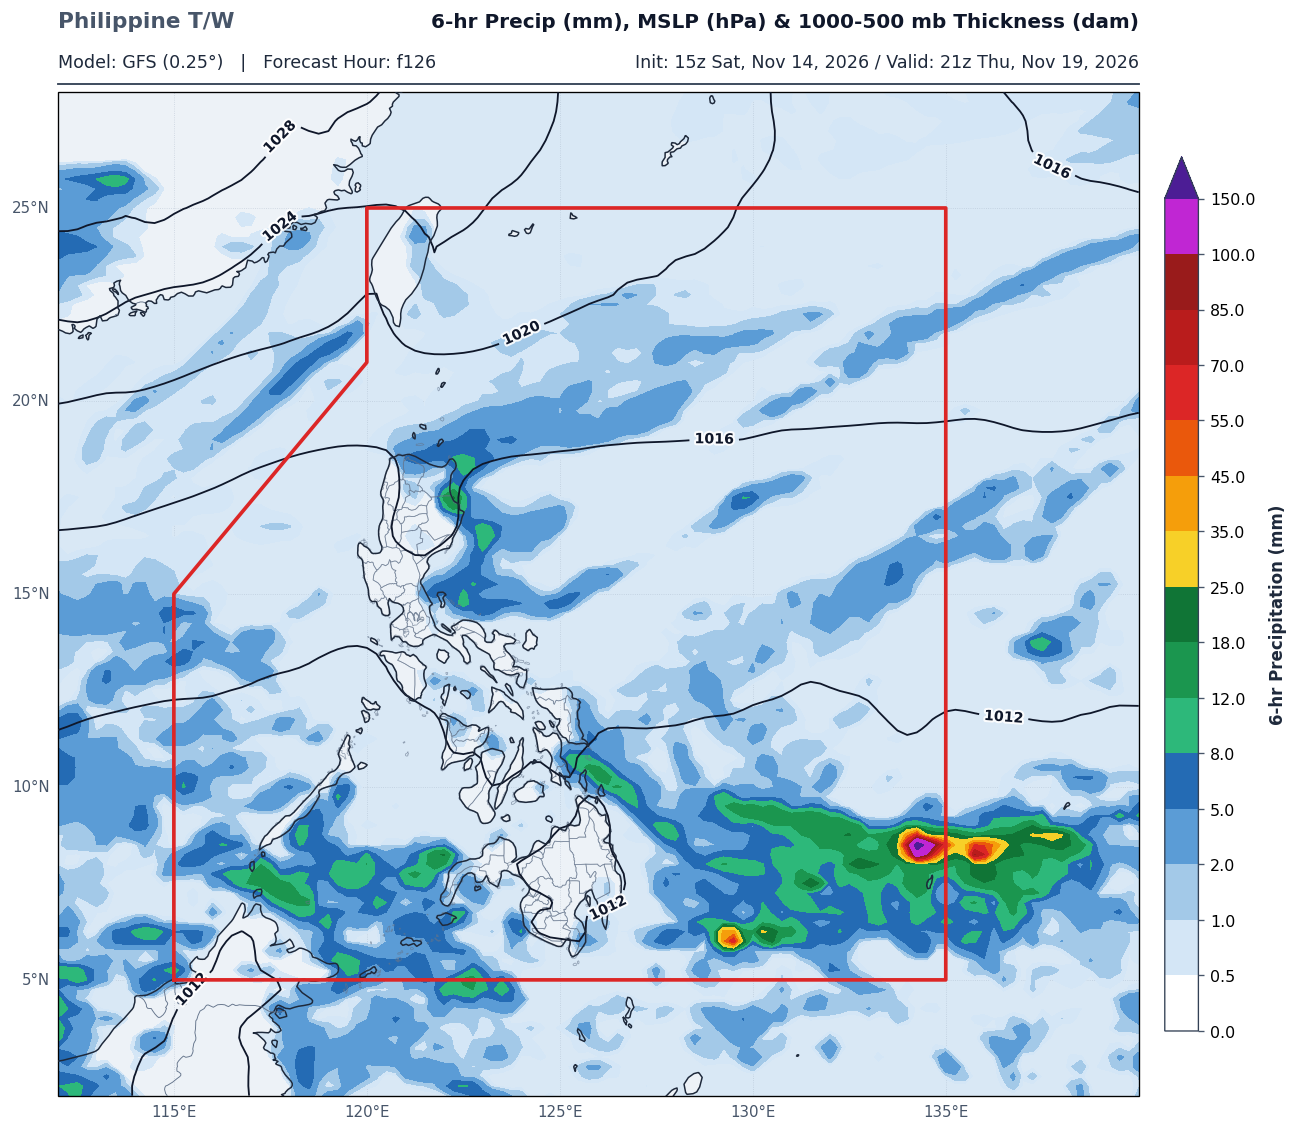 Philippine T/W
6-hr Precip (mm), MSLP (hPa) & 1000-500 mb Thickness (dam)
Model: GFS (0.25°) | Forecast Hour: f126
Init: 15z Sat, Nov 14, 2026 / Valid: 21z Thu, Nov 19, 2026
1028
1024
1020
1016
1016
1012
1012
1012
25°N
20°N
15°N
10°N
5°N
115°E
120°E
125°E
130°E
135°E
150.0
100.0
85.0
70.0
55.0
45.0
35.0
25.0
18.0
12.0
8.0
5.0
2.0
1.0
0.5
0.0
6-hr Precipitation (mm)